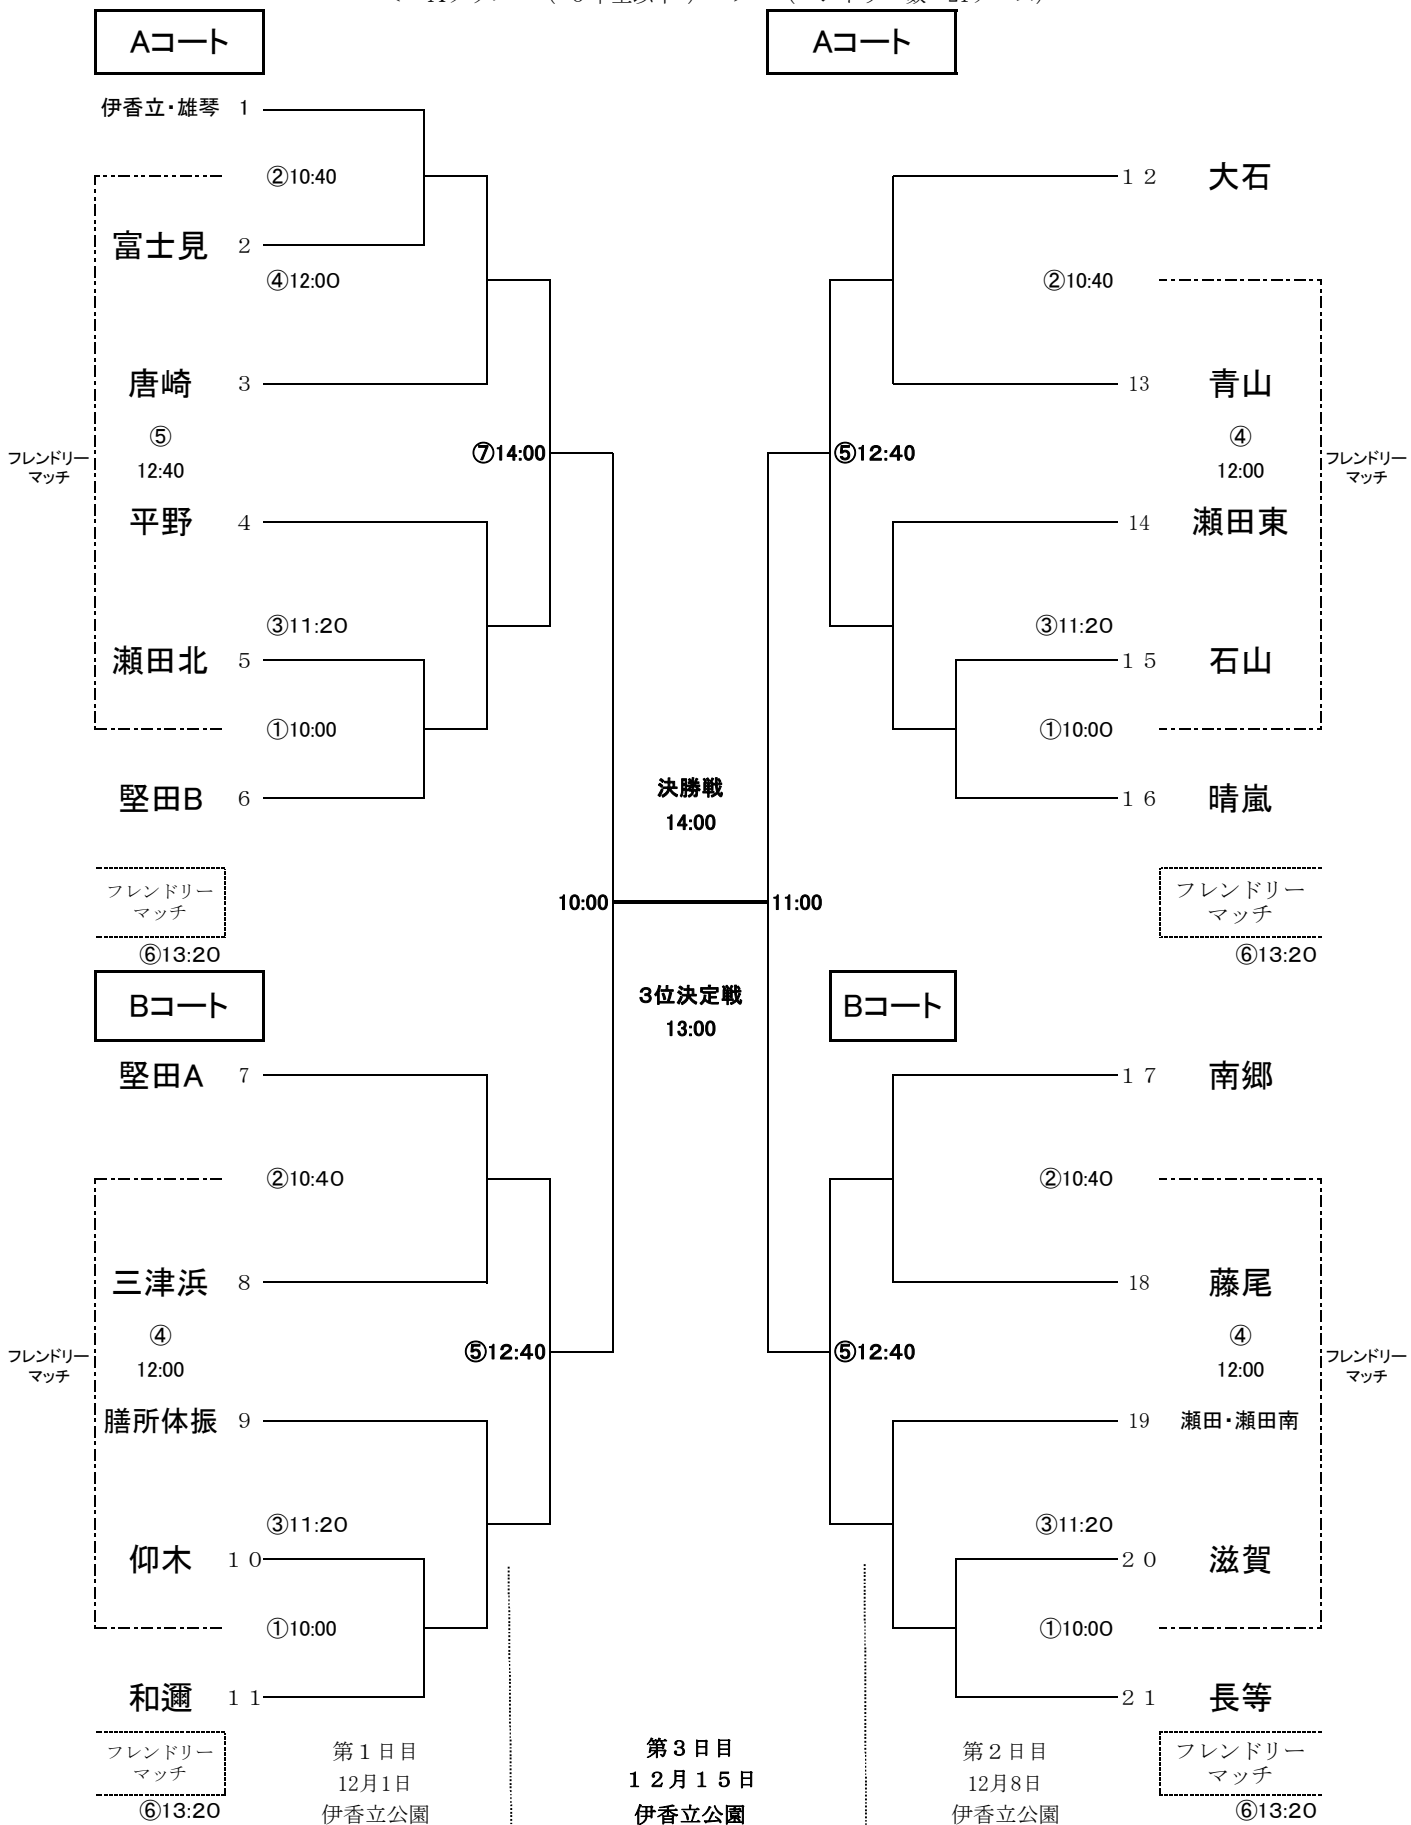 Aコート
Aコート
伊香立・雄琴 1
②10:40
１２ 大石
富士見 2
④12:00
②10:40
唐崎 3
13 青山
⑤
④
フレンドリー
マッチ
12:40
⑦14:00
⑤12:40
12:00
フレンドリー
マッチ
平野 4
14 瀬田東
③11:20
③11:20
瀬田北 5
１５ 石山
①10:00
①10:00
堅田B 6
決勝戦
14:00
１６ 晴嵐
フレンドリー
マッチ
10:00
11:00
フレンドリー
マッチ
⑥13:20
⑥13:20
Bコート
3位決定戦
13:00
Bコート
堅田A 7
１７ 南郷
②10:40
②10:40
三津浜 8
18 藤尾
④
④
フレンドリー
マッチ
12:00
⑤12:40
⑤12:40
12:00
フレンドリー
マッチ
膳所体振 9
19 瀬田・瀬田南
③11:20
③11:20
仰木 １０
２０ 滋賀
①10:00
①10:00
和邇 １１
２１ 長等
フレンドリー
マッチ
⑥13:20
第１日目
12月1日
伊香立公園
第３日目
１２月１５日
伊香立公園
第２日目
12月8日
伊香立公園
フレンドリー
マッチ
⑥13:20